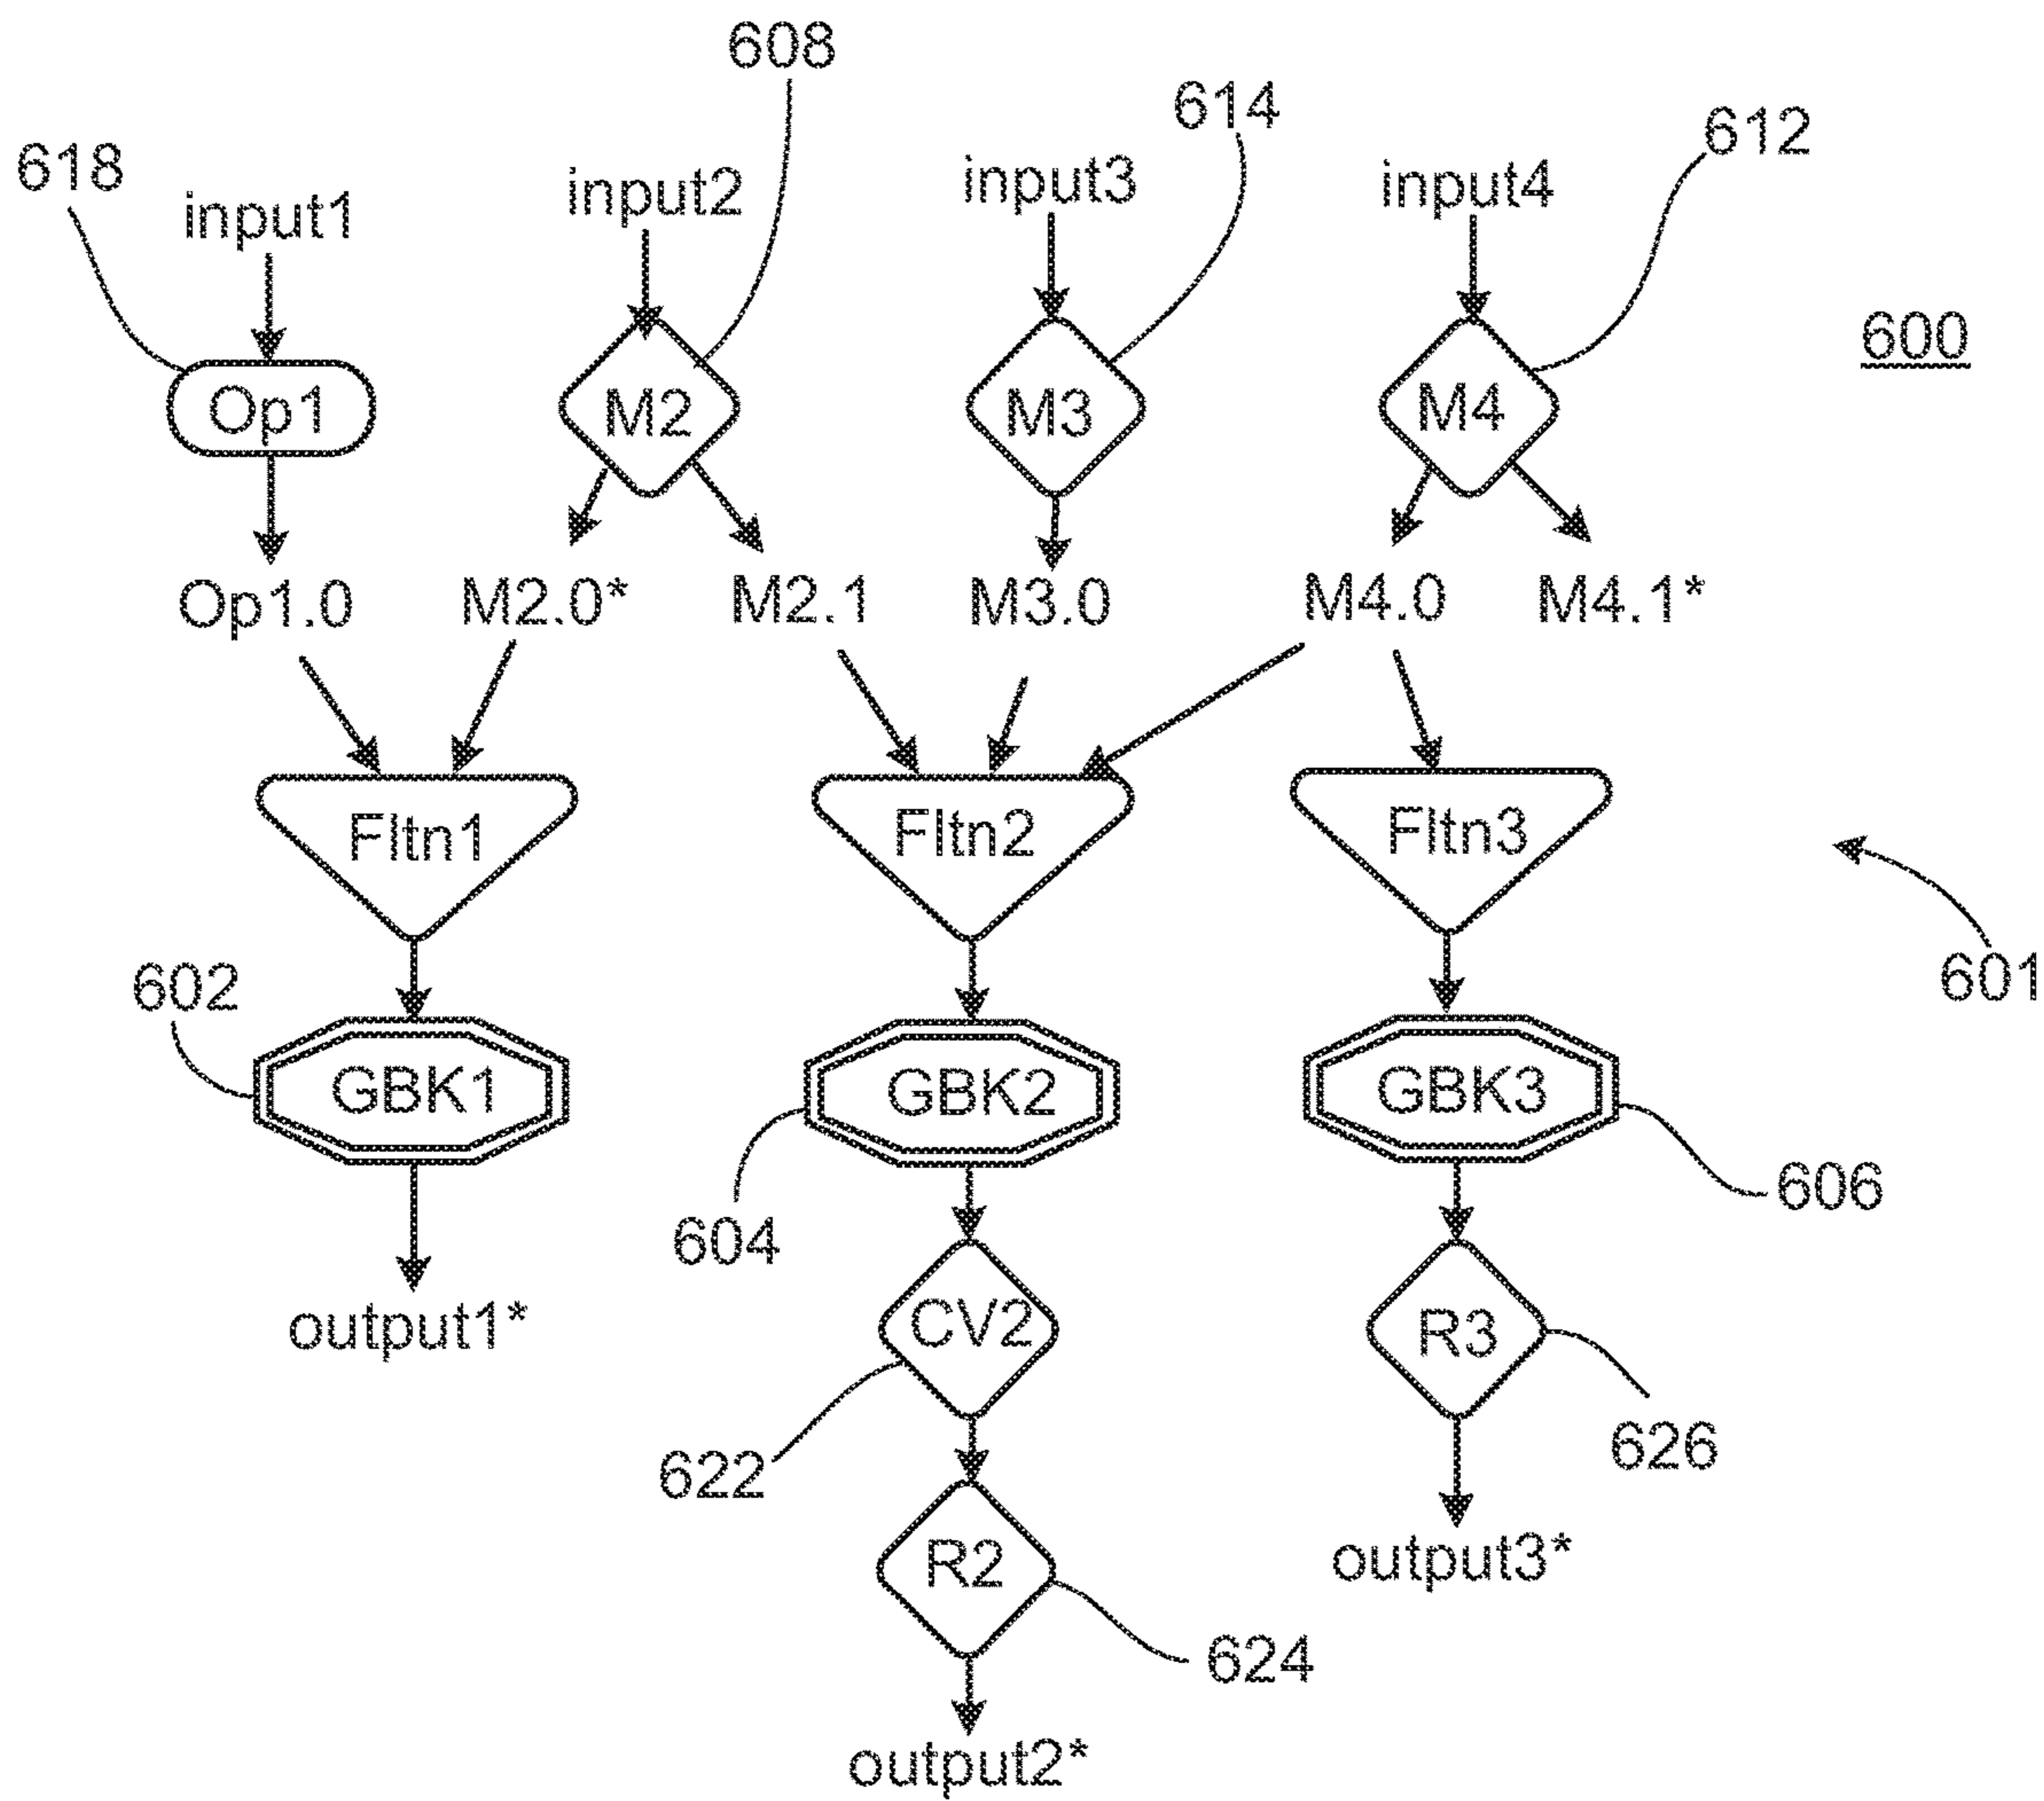 608
614
612
618
input1
input2
input3
input4
600
Op1
M2
M3
M4
Op1.0
M2.0*
M2.1
M3.0
M4.0
M4.1*
Fltn1
Fltn2
Fltn3
601
602
GBK1
GBK2
GBK3
606
604
output1*
CV2
R3
622
626
R2
output3*
624
output2*